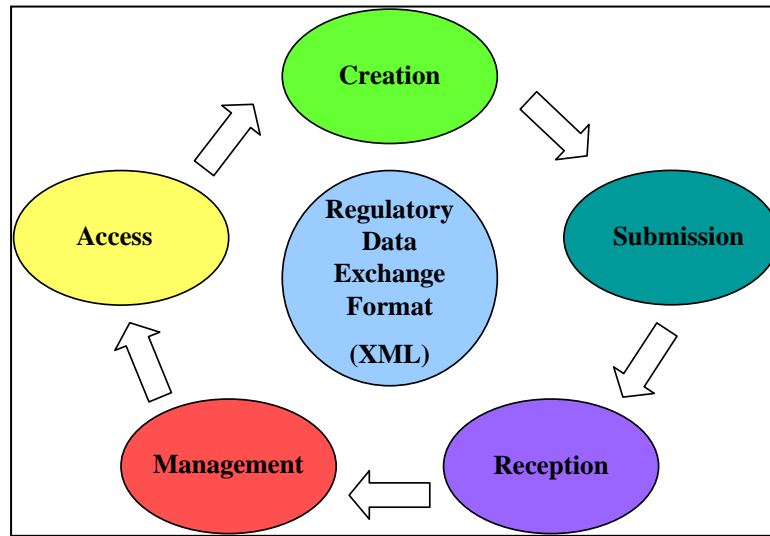 Creation
Access
Regulatory
Data
Exchange
Format
(XML)
Submission
Management
Reception